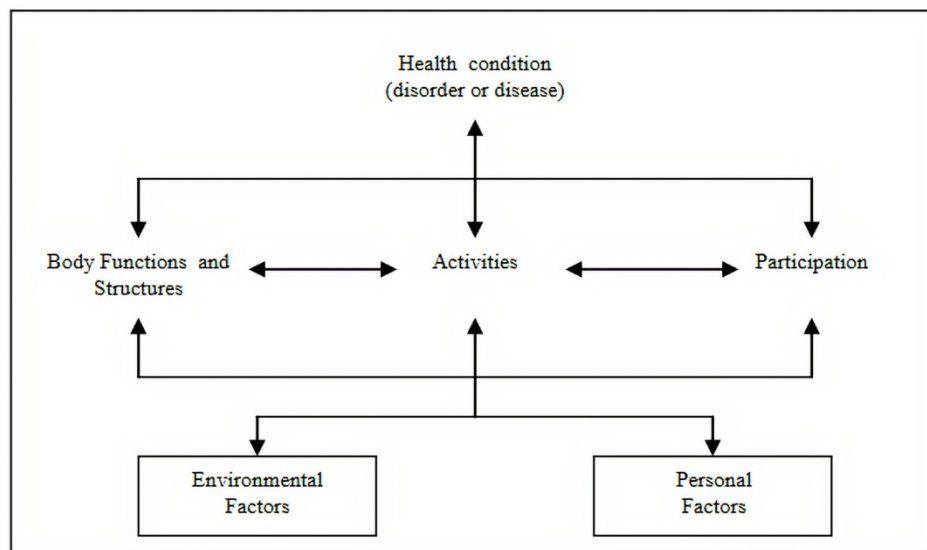 Health condition
(disorder or disease)
Body Functions and
Structures
Activities
Participation
Environmental
Factors
Personal
Factors